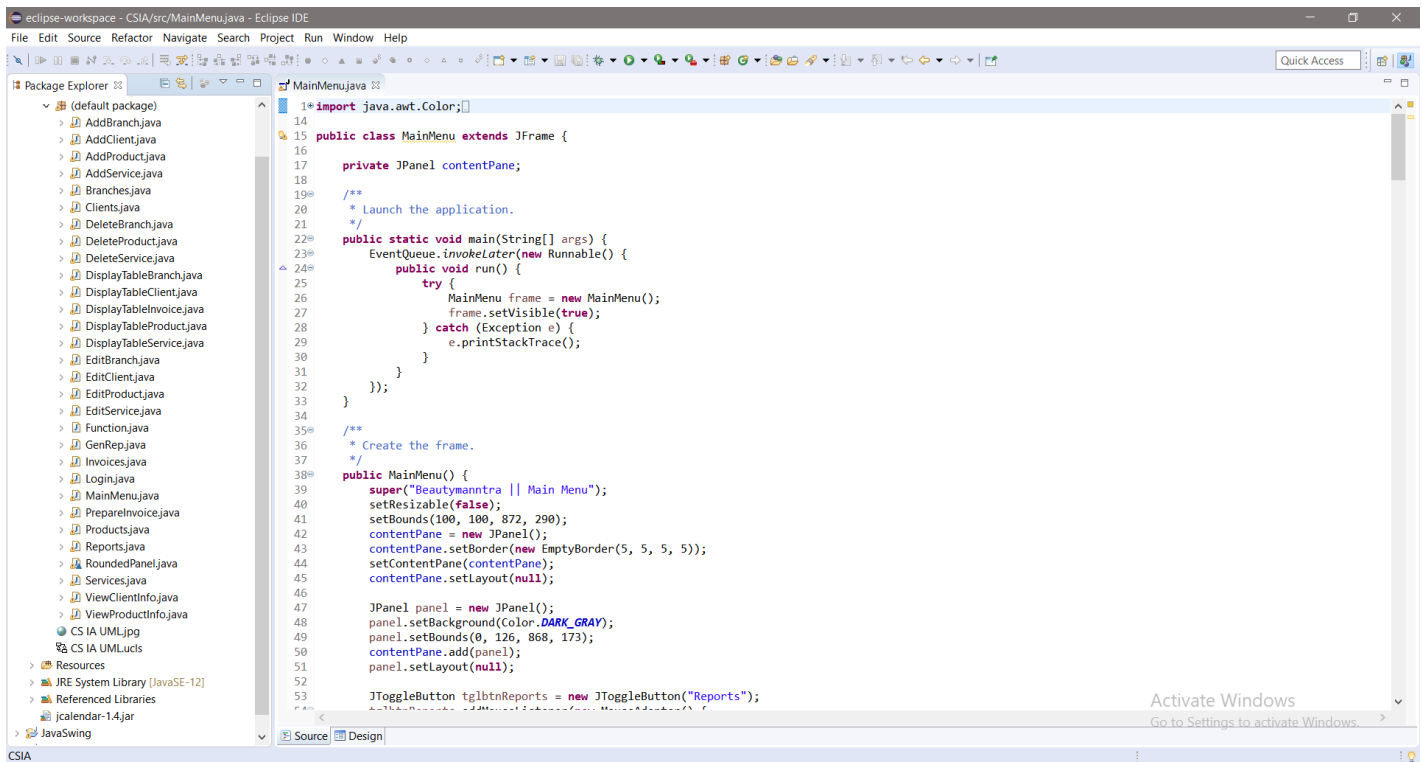 eclipse-workspace - CSIA/src/MainMenu.java - Eclipse IDE
File Edit Source Refactor Navigate Search Project Run Window Help
Quick Access
Package Explorer
(default package)
AddBranch.java
AddClient.java
AddProduct.java
AddService.java
Branches.java
Clients.java
DeleteBranch.java
DeleteProduct.java
DeleteService.java
DisplayTableBranch.java
DisplayTableClient.java
DisplayTableInvoice.java
DisplayTableProduct.java
DisplayTableService.java
EditBranch.java
EditClient.java
EditProduct.java
EditService.java
Function.java
GenRep.java
Invoices.java
Login.java
MainMenu.java
PrepareInvoice.java
Products.java
Reports.java
RoundedPanel.java
Services.java
ViewClientInfo.java
ViewProductInfo.java
CS IA UML.jpg
CS IA UML.ucls
Resources
JRE System Library [JavaSE-12]
Referenced Libraries
jcalendar-1.4.jar
JavaSwing
MainMenu.java
1 import java.awt.Color;
14
15 public class MainMenu extends JFrame {
16
17 private JPanel contentPane;
18
19 /**
20 * Launch the application.
21 */
22 public static void main(String[] args) {
23 EventQueue.invokeLater(new Runnable() {
24 public void run() {
25 try {
26 MainMenu frame = new MainMenu();
27 frame.setVisible(true);
28 } catch (Exception e) {
29 e.printStackTrace();
30 }
31 }
32 });
33 }
34
35 /**
36 * Create the frame.
37 */
38 public MainMenu() {
39 super("Beautymanntra || Main Menu");
40 setResizable(false);
41 setBounds(100, 100, 872, 290);
42 contentPane = new JPanel();
43 contentPane.setBorder(new EmptyBorder(5, 5, 5, 5));
44 setContentPane(contentPane);
45 contentPane.setLayout(null);
46
47 JPanel panel = new JPanel();
48 panel.setBackground(Color.DARK_GRAY);
49 panel.setBounds(0, 126, 868, 173);
50 contentPane.add(panel);
51 panel.setLayout(null);
52
53 JToggleButton tglbtnReports = new JToggleButton("Reports");
Activate Windows
Go to Settings to activate Windows.
Source Design
CSIA